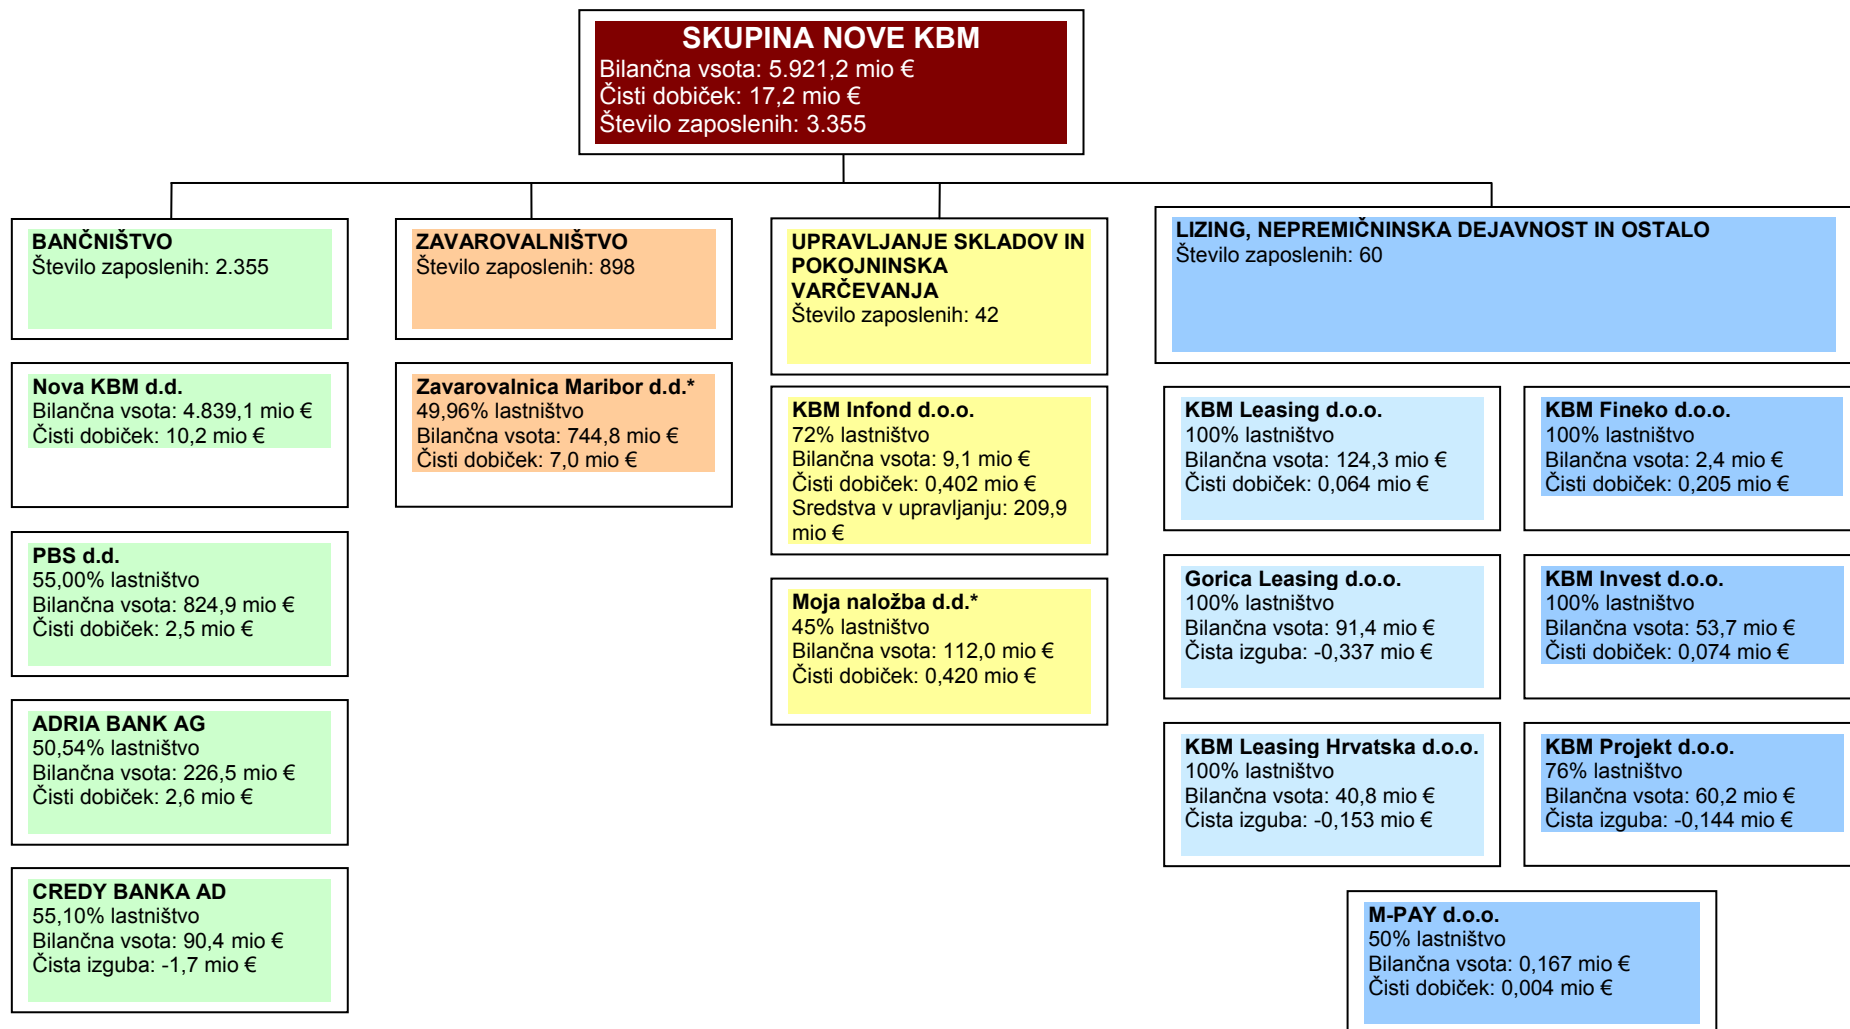 SKUPINA NOVE KBM
Bilančna vsota: 5.921,2 mio €
Čisti dobiček: 17,2 mio €
Število zaposlenih: 3.355
BANČNIŠTVO
Število zaposlenih: 2.355
ZAVAROVALNIŠTVO
Število zaposlenih: 898
UPRAVLJANJE SKLADOV IN
POKOJNINSKA
VARČEVANJA
Število zaposlenih: 42
LIZING, NEPREMIČNINSKA DEJAVNOST IN OSTALO
Število zaposlenih: 60
Nova KBM d.d.
Bilančna vsota: 4.839,1 mio €
Čisti dobiček: 10,2 mio €
PBS d.d.
55,00% lastništvo
Bilančna vsota: 824,9 mio €
Čisti dobiček: 2,5 mio €
ADRIA BANK AG
50,54% lastništvo
Bilančna vsota: 226,5 mio €
Čisti dobiček: 2,6 mio €
CREDY BANKA AD
55,10% lastništvo
Bilančna vsota: 90,4 mio €
Čista izguba: -1,7 mio €
Zavarovalnica Maribor d.d.*
49,96% lastništvo
Bilančna vsota: 744,8 mio €
Čisti dobiček: 7,0 mio €
KBM Infond d.o.o.
72% lastništvo
Bilančna vsota: 9,1 mio €
Čisti dobiček: 0,402 mio €
Sredstva v upravljanju: 209,9
mio €
Moja naložba d.d.*
45% lastništvo
Bilančna vsota: 112,0 mio €
Čisti dobiček: 0,420 mio €
KBM Leasing d.o.o.
100% lastništvo
Bilančna vsota: 124,3 mio €
Čisti dobiček: 0,064 mio €
Gorica Leasing d.o.o.
100% lastništvo
Bilančna vsota: 91,4 mio €
Čista izguba: -0,337 mio €
KBM Leasing Hrvatska d.o.o.
100% lastništvo
Bilančna vsota: 40,8 mio €
Čista izguba: -0,153 mio €
KBM Fineko d.o.o.
100% lastništvo
Bilančna vsota: 2,4 mio €
Čisti dobiček: 0,205 mio €
KBM Invest d.o.o.
100% lastništvo
Bilančna vsota: 53,7 mio €
Čisti dobiček: 0,074 mio €
KBM Projekt d.o.o.
76% lastništvo
Bilančna vsota: 60,2 mio €
Čista izguba: -0,144 mio €
M-PAY d.o.o.
50% lastništvo
Bilančna vsota: 0,167 mio €
Čisti dobiček: 0,004 mio €